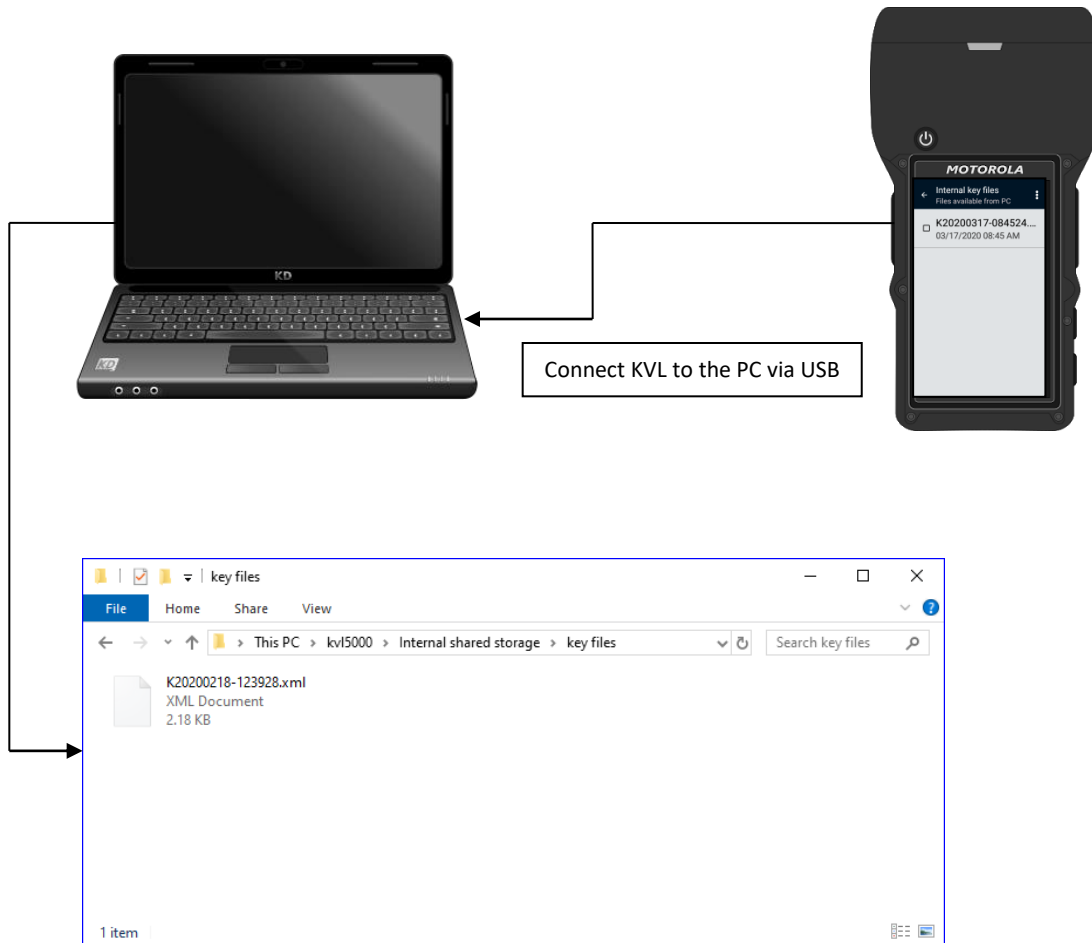 MOTOROLA
Internal key files
Files available from PC
K20200317-084524...
03/17/2020 08:45 AM
KD
KD
Connect KVL to the PC via USB
key files
File Home Share View
This PC > kvl5000 > Internal shared storage > key files
Search key files
K20200218-123928.xml
XML Document
2.18 KB
1 item